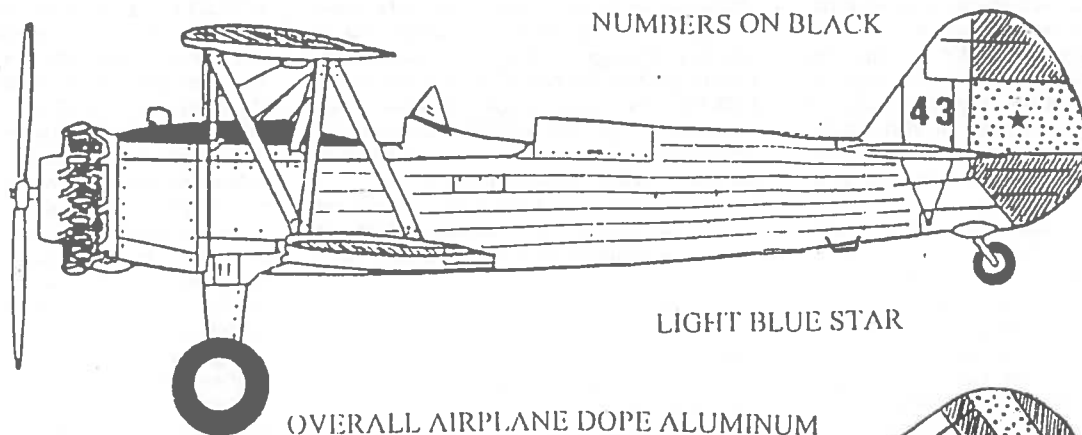 NUMBERS ON BLACK
43
LIGHT BLUE STAR
OVERALL AIRPLANE DOPE ALUMINUM